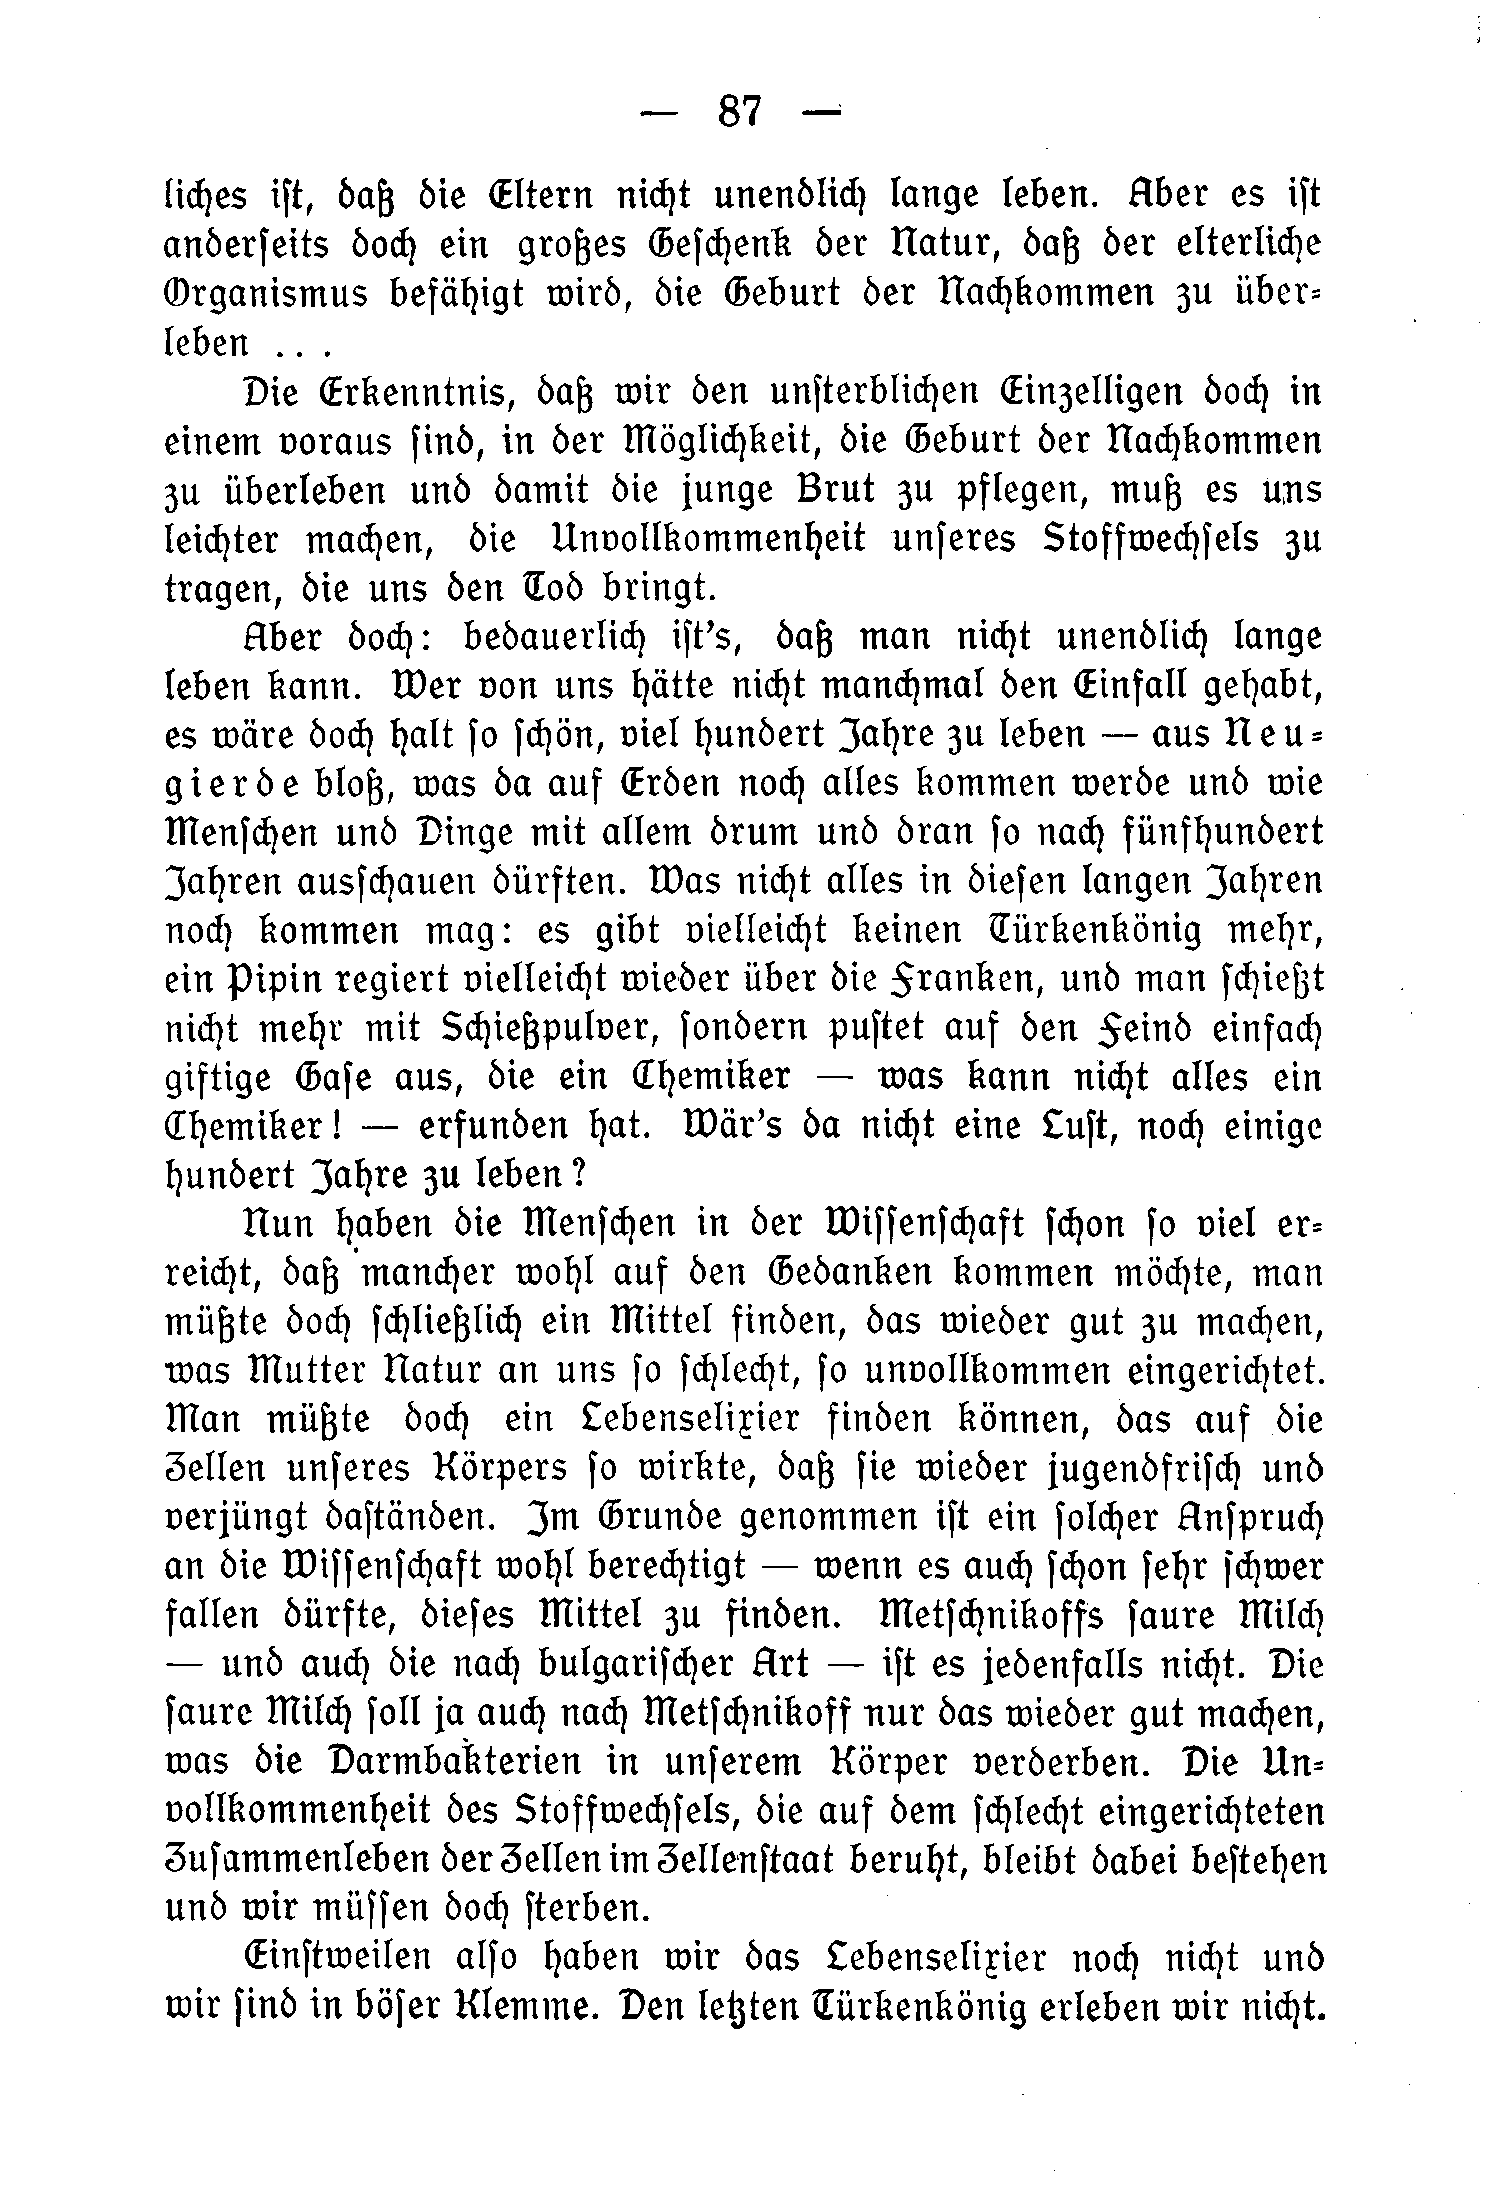 — 87 —
liches iſt, daß die Eltern nicht unendlich lange leben. Aber es iſt
anderſeits doch ein großes Geſchenk der Natur, daß der elterliche
Organismus befähigt wird, die Geburt der Nachkommen zu über-
leben . . .
Die Erkenntnis, daß wir den unſterblichen Einzelligen doch in
einem voraus ſind, in der Möglichkeit, die Geburt der Nachkommen
zu überleben und damit die junge Brut zu pflegen, muß es uns
leichter machen, die Unvollkommenheit unſeres Stoffwechſels zu
tragen, die uns den Tod bringt.
Aber doch: bedauerlich iſt's, daß man nicht unendlich lange
leben kann. Wer von uns hätte nicht manchmal den Einfall gehabt,
es wäre doch halt ſo ſchön, viel hundert Jahre zu leben — aus Neu-
gierde bloß, was da auf Erden noch alles kommen werde und wie
Menſchen und Dinge mit allem drum und dran ſo nach fünfhundert
Jahren ausſchauen dürften. Was nicht alles in dieſen langen Jahren
noch kommen mag: es gibt vielleicht keinen Türkenkönig mehr,
ein Pipin regiert vielleicht wieder über die Franken, und man ſchießt
nicht mehr mit Schießpulver, ſondern puſtet auf den Feind einfach
giftige Gaſe aus, die ein Chemiker — was kann nicht alles ein
Chemiker! — erfunden hat. Wär's da nicht eine Luſt, noch einige
hundert Jahre zu leben?
Nun haben die Menſchen in der Wiſſenſchaft ſchon ſo viel er-
reicht, daß mancher wohl auf den Gedanken kommen möchte, man
müßte doch ſchließlich ein Mittel finden, das wieder gut zu machen,
was Mutter Natur an uns ſo ſchlecht, ſo unvollkommen eingerichtet.
Man müßte doch ein Lebenselixier finden können, das auf die
Zellen unſeres Körpers ſo wirkte, daß ſie wieder jugendfriſch und
verjüngt daſtänden. Im Grunde genommen iſt ein ſolcher Anſpruch
an die Wiſſenſchaft wohl berechtigt — wenn es auch ſchon ſehr ſchwer
fallen dürfte, dieſes Mittel zu finden. Metſchnikoffs ſaure Milch
— und auch die nach bulgariſcher Art — iſt es jedenfalls nicht. Die
ſaure Milch ſoll ja auch nach Metſchnikoff nur das wieder gut machen,
was die Darmbakterien in unſerem Körper verderben. Die Un-
vollkommenheit des Stoffwechſels, die auf dem ſchlecht eingerichteten
Zuſammenleben der Zellen im Zellenſtaat beruht, bleibt dabei beſtehen
und wir müſſen doch ſterben.
Einſtweilen alſo haben wir das Lebenselixier noch nicht und
wir ſind in böſer Klemme. Den letzten Türkenkönig erleben wir nicht.